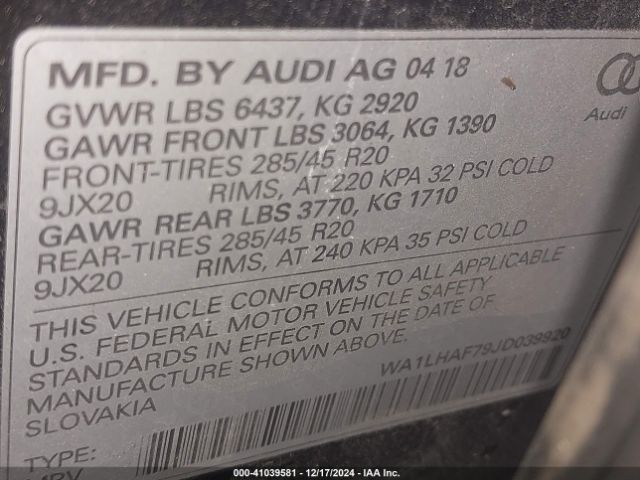 MFD. BY AUDI AG 04 18
GVWR LBS 6437, KG 2920
GAWR FRONT LBS 3064, KG 1390
FRONT-TIRES 285/45 R20
9JX20 RIMS, AT 220 KPA 32 PSI COLD
GAWR REAR LBS 3770, KG 1710
REAR-TIRES 285/45 R20
9JX20 RIMS, AT 240 KPA 35 PSI COLD
Audi
THIS VEHICLE CONFORMS TO ALL APPLICABLE
U.S. FEDERAL MOTOR VEHICLE SAFETY
STANDARDS IN EFFECT ON THE DATE OF
MANUFACTURE SHOWN ABOVE.
SLOVAKIA
WA1LHAF79JD039920
TYPE:
MPV
000-41039581 - 12/17/2024 - IAA Inc.